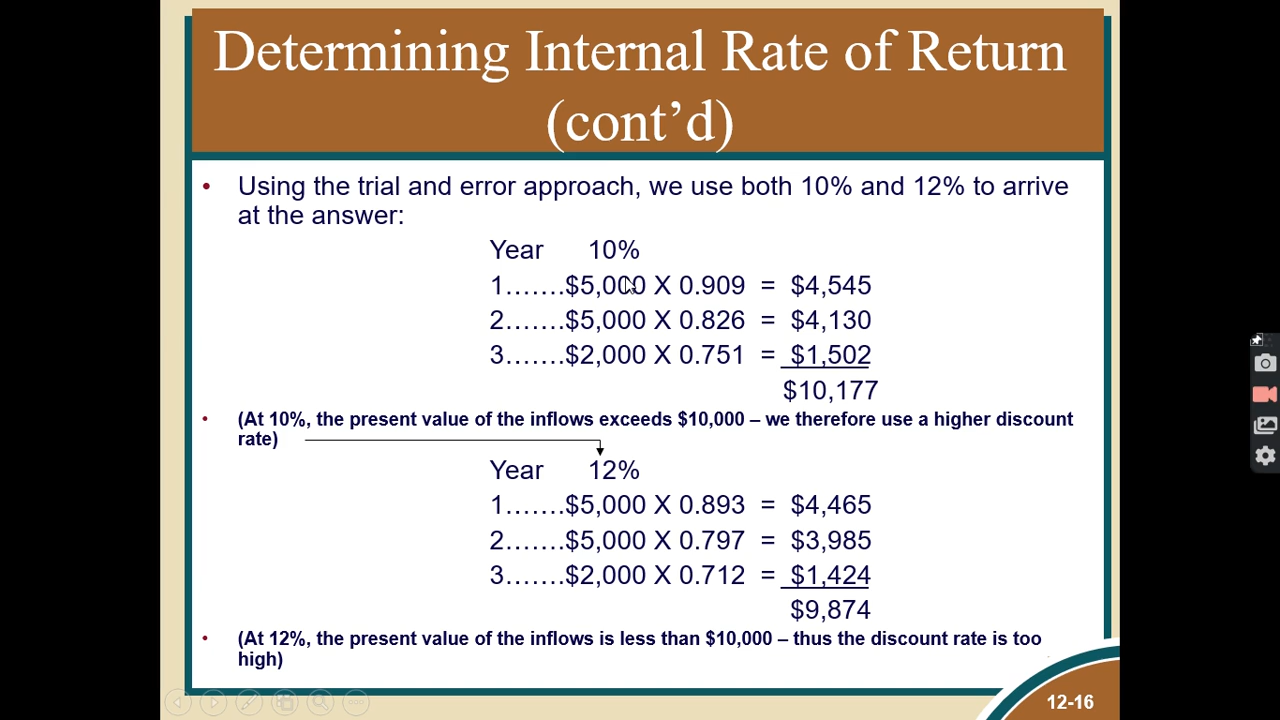 Determining Internal Rate of Return
(cont’d)
• Using the trial and error approach, we use both 10% and 12% to arrive
at the answer:
Year 10%
1…….$5,000 X 0.909 = $4,545
2…….$5,000 X 0.826 = $4,130
3…….$2,000 X 0.751 = $1,502
$10,177
• (At 10%, the present value of the inflows exceeds $10,000 – we therefore use a higher discount
rate)
Year 12%
1…….$5,000 X 0.893 = $4,465
2…….$5,000 X 0.797 = $3,985
3…….$2,000 X 0.712 = $1,424
$9,874
• (At 12%, the present value of the inflows is less than $10,000 – thus the discount rate is too
high)
12-16